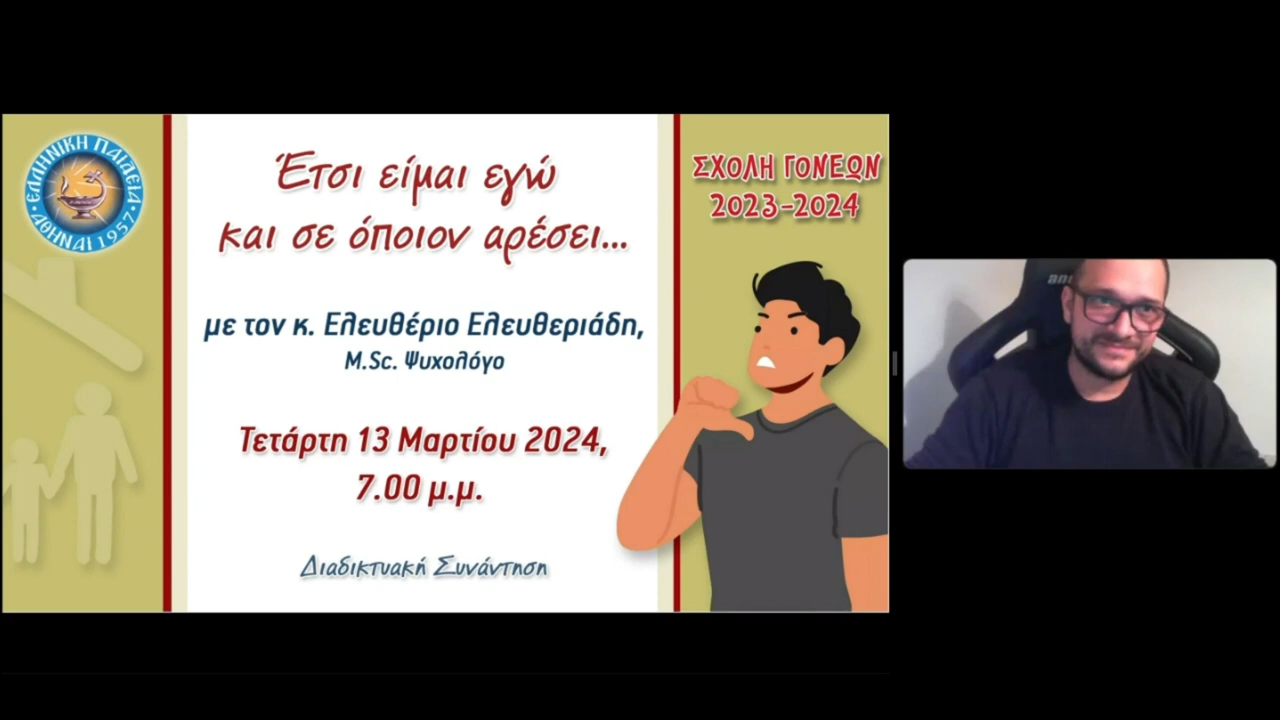 ΕΛΛΗΝΙΚΗ ΠΑΙΔΕΙΑ
ΑΘΗΝΑΙ 1957
Έτσι είμαι εγώ
και σε όποιον αρέσει...
με τον κ. Ελευθέριο Ελευθεριάδη,
M.Sc. Ψυχολόγο
Τετάρτη 13 Μαρτίου 2024,
7.00 μ.μ.
Διαδικτυακή Συνάντηση
ΣΧΟΛΗ ΓΟΝΕΩΝ
2023-2024